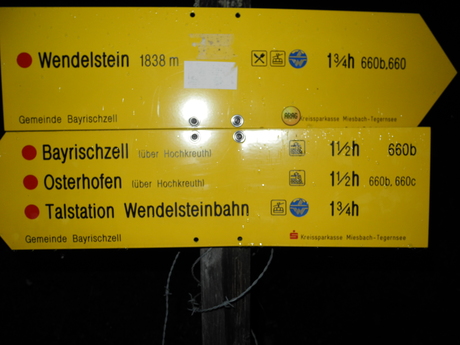 Wendelstein 1838 m 1¾h 660b,660
Gemeinde Bayrischzell Kreissparkasse Miesbach-Tegernsee
Bayrischzell (über Hochkreuth) 1½h 660b
Osterhofen (über Hochkreuth) 1½h 660b, 660c
Talstation Wendelsteinbahn 1¾h
Gemeinde Bayrischzell Kreissparkasse Miesbach-Tegernsee